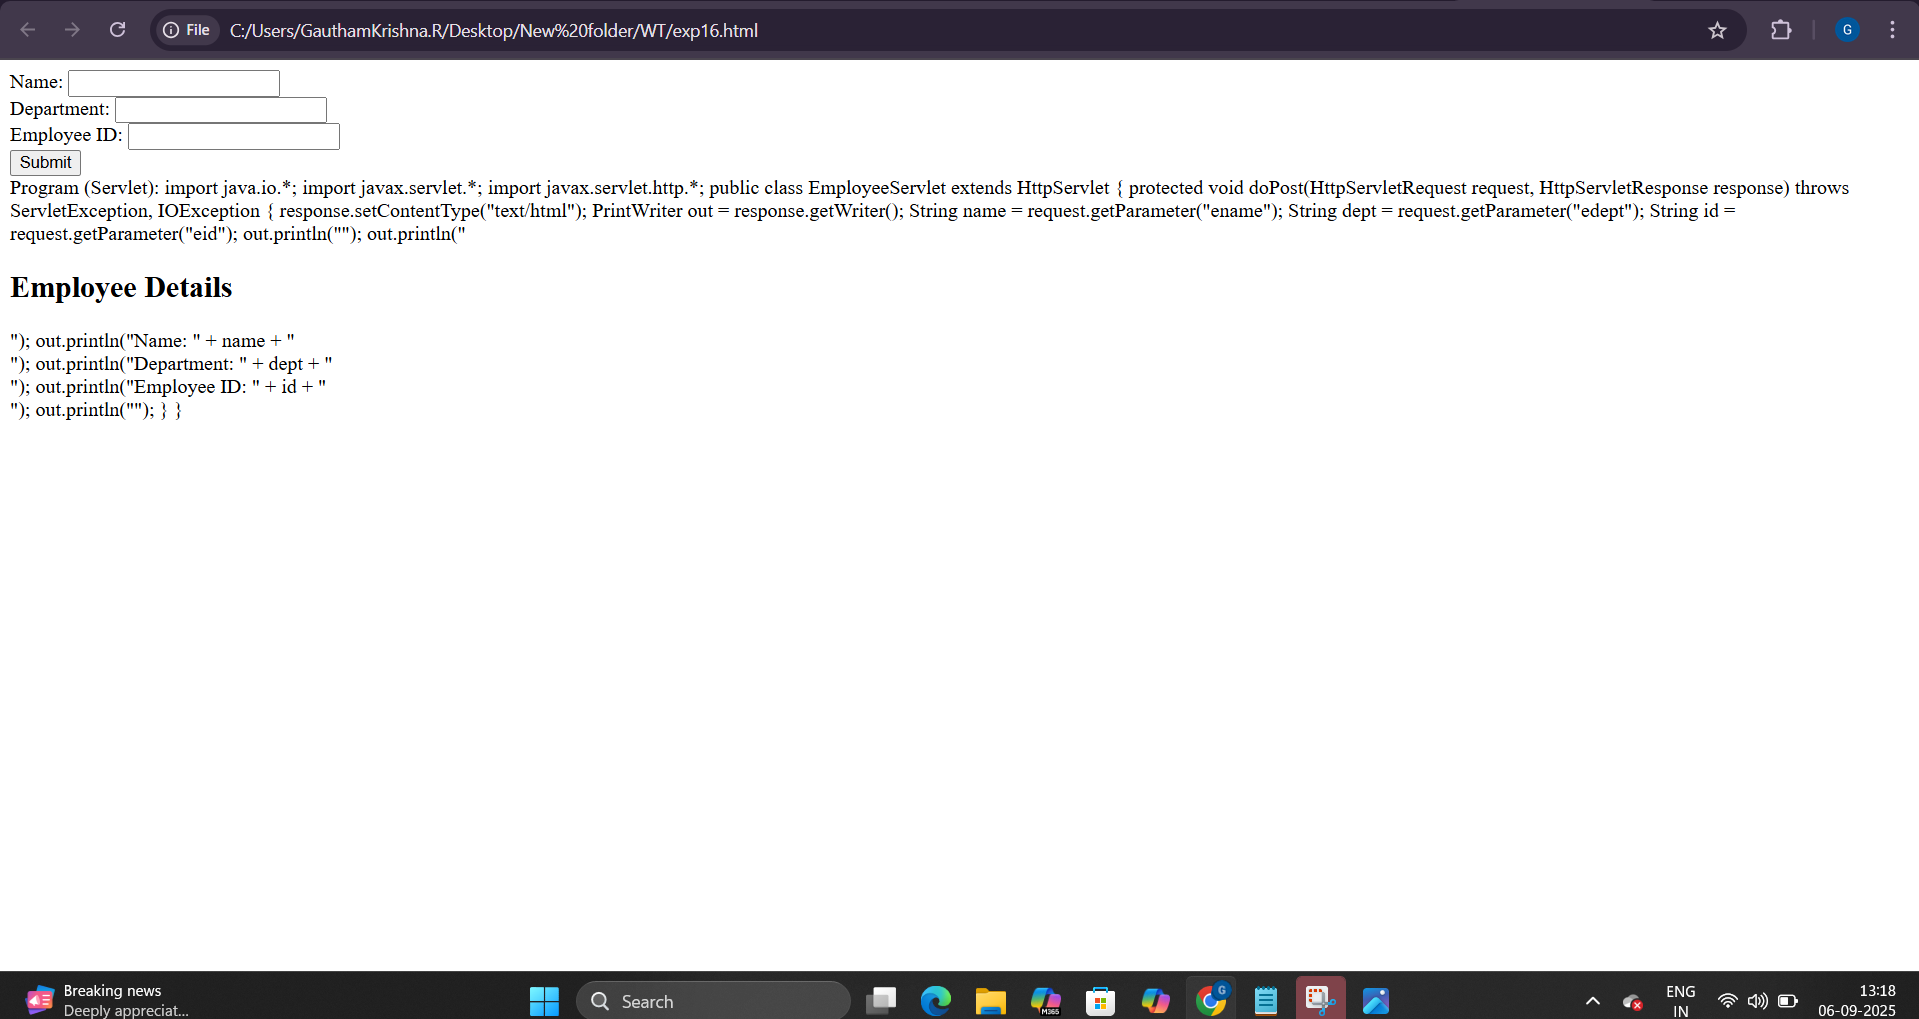 File C:/Users/GauthamKrishna.R/Desktop/New%20folder/WT/exp16.html G
Name:
Department:
Employee ID:
Submit
Program (Servlet): import java.io.*; import javax.servlet.*; import javax.servlet.http.*; public class EmployeeServlet extends HttpServlet { protected void doPost(HttpServletRequest request, HttpServletResponse response) throws
ServletException, IOException { response.setContentType("text/html"); PrintWriter out = response.getWriter(); String name = request.getParameter("ename"); String dept = request.getParameter("edept"); String id =
request.getParameter("eid"); out.println(""); out.println("
Employee Details
"); out.println("Name: " + name + "
"); out.println("Department: " + dept + "
"); out.println("Employee ID: " + id + "
"); out.println(""); } }
Breaking news
Deeply appreciat...
Search
M365
G
ENG
IN
13:18
06-09-2025